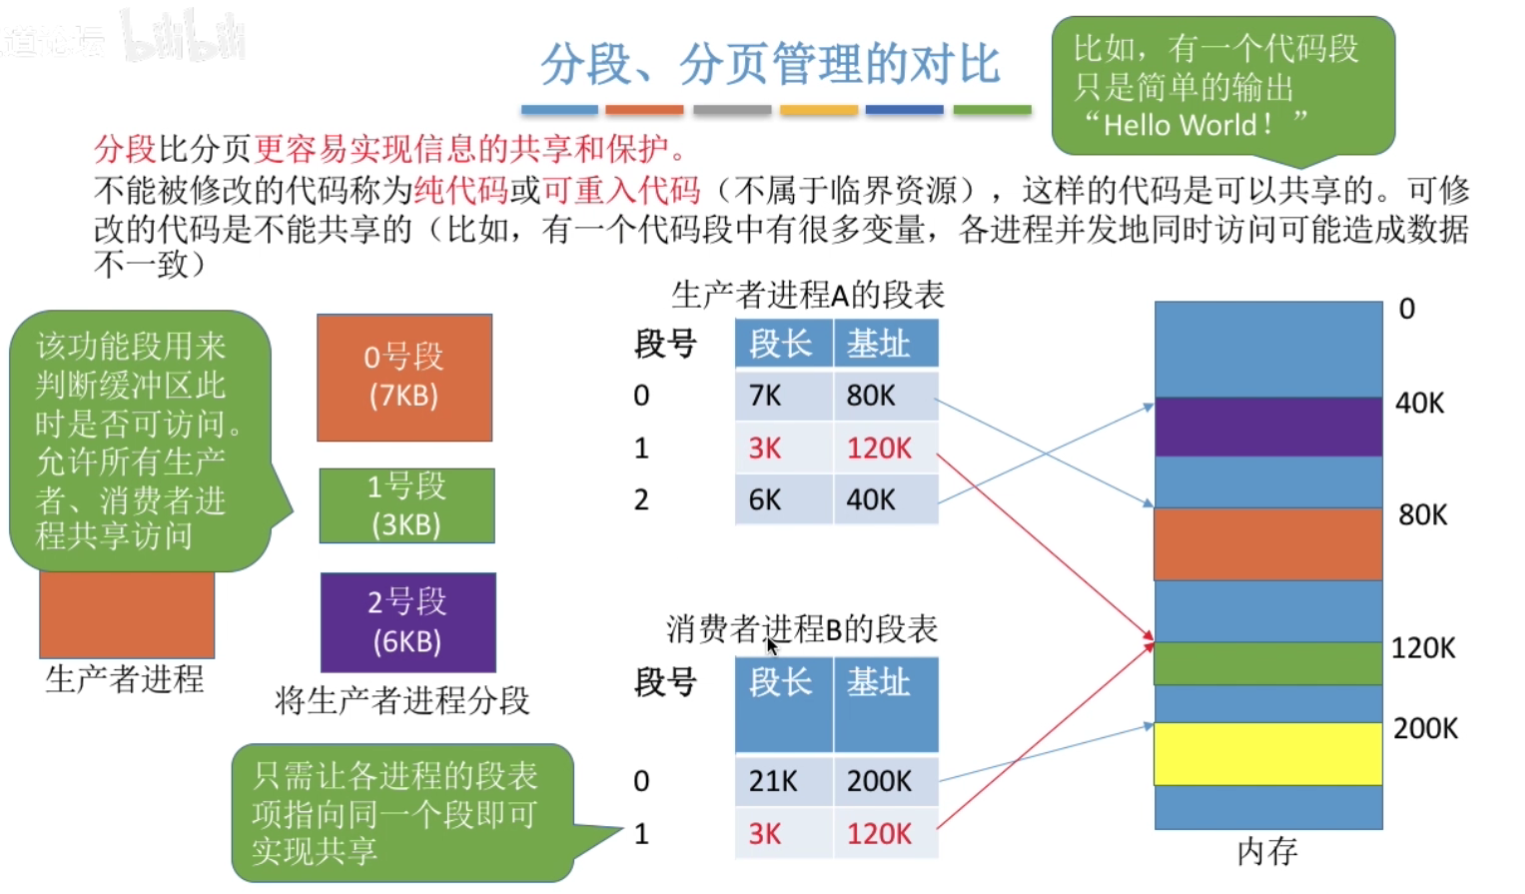 道论坛 bilibili
分段、分页管理的对比
比如，有一个代码段
只是简单的输出
“Hello World！”
分段比分页更容易实现信息的共享和保护。
不能被修改的代码称为纯代码或可重入代码（不属于临界资源），这样的代码是可以共享的。可修
改的代码是不能共享的（比如，有一个代码段中有很多变量，各进程并发地同时访问可能造成数据
不一致）
该功能段用来
判断缓冲区此
时是否可访问。
允许所有生产
者、消费者进
程共享访问
生产者进程
0号段
(7KB)
1号段
(3KB)
2号段
(6KB)
将生产者进程分段
生产者进程A的段表
段号 段长 基址
0 7K 80K
1 3K 120K
2 6K 40K
消费者进程B的段表
段号 段长 基址
0 21K 200K
1 3K 120K
只需让各进程的段表
项指向同一个段即可
实现共享
0
40K
80K
120K
200K
内存